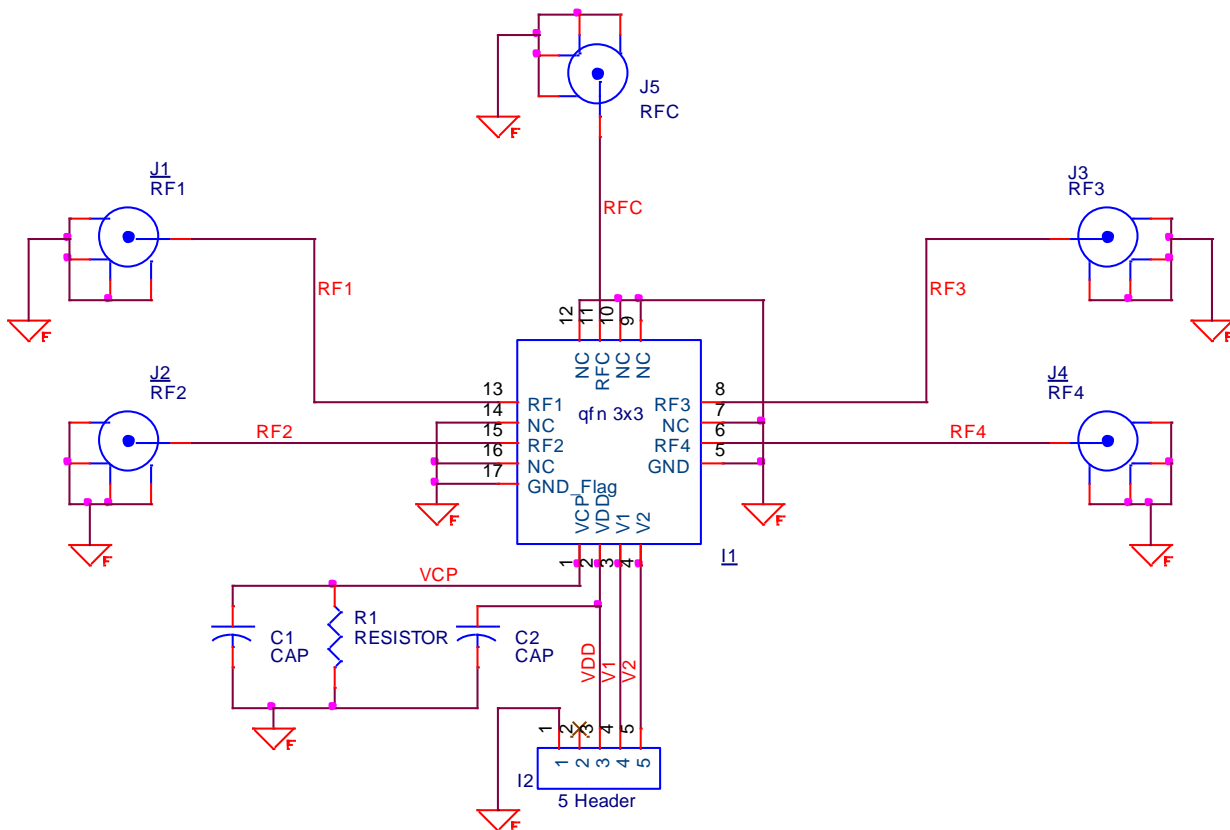 J5
RFC
F
J1
RF1
J3
RF3
RFC
RF1
RF3
F
F
12
11
10
9
NC
RFC
NC
NC
J2
RF2
J4
RF4
13
14
15
16
17
RF1
NC
RF2
NC
GND_Flag
qfn 3x3
RF3
NC
RF4
GND
8
7
6
5
RF2
RF4
F
F
F
F
VCP
VDD
V1
V2
1
2
3
4
I1
VCP
C1
CAP
R1
RESISTOR
C2
CAP
VDD
V1
V2
F
1
2
3
4
5
I2
1
2
3
4
5
5 Header
F